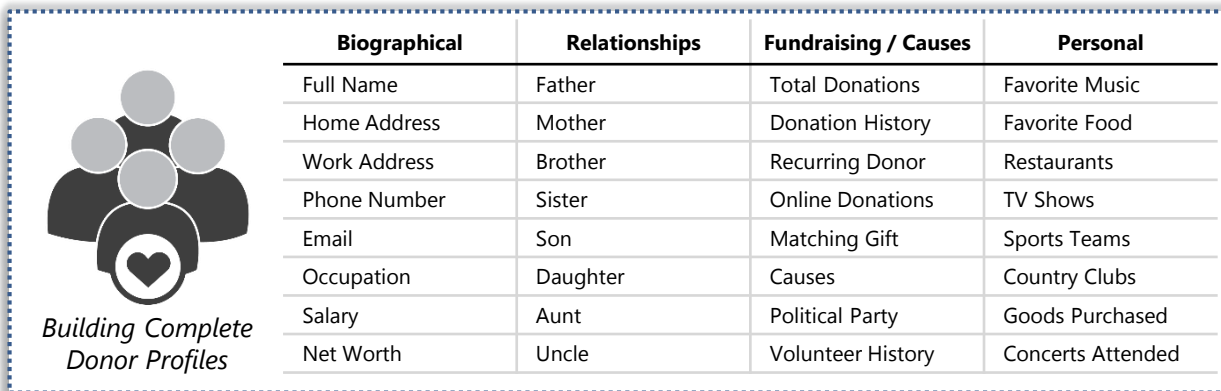 Biographical Relationships Fundraising / Causes Personal
Full Name Father Total Donations Favorite Music
Home Address Mother Donation History Favorite Food
Work Address Brother Recurring Donor Restaurants
Phone Number Sister Online Donations TV Shows
Email Son Matching Gift Sports Teams
Occupation Daughter Causes Country Clubs
Salary Aunt Political Party Goods Purchased
Net Worth Uncle Volunteer History Concerts Attended
Building Complete
Donor Profiles